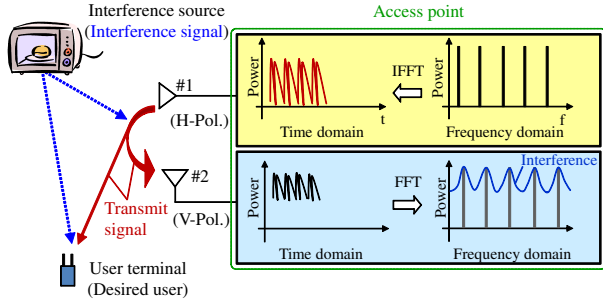 Interference source
(Interference signal)
Access point
#1
(H-Pol.)
Power
Time domain
t
IFFT
Power
Frequency domain
f
#2
(V-Pol.)
Power
Time domain
FFT
Interference
Power
Frequency domain
Transmit
signal
User terminal
(Desired user)